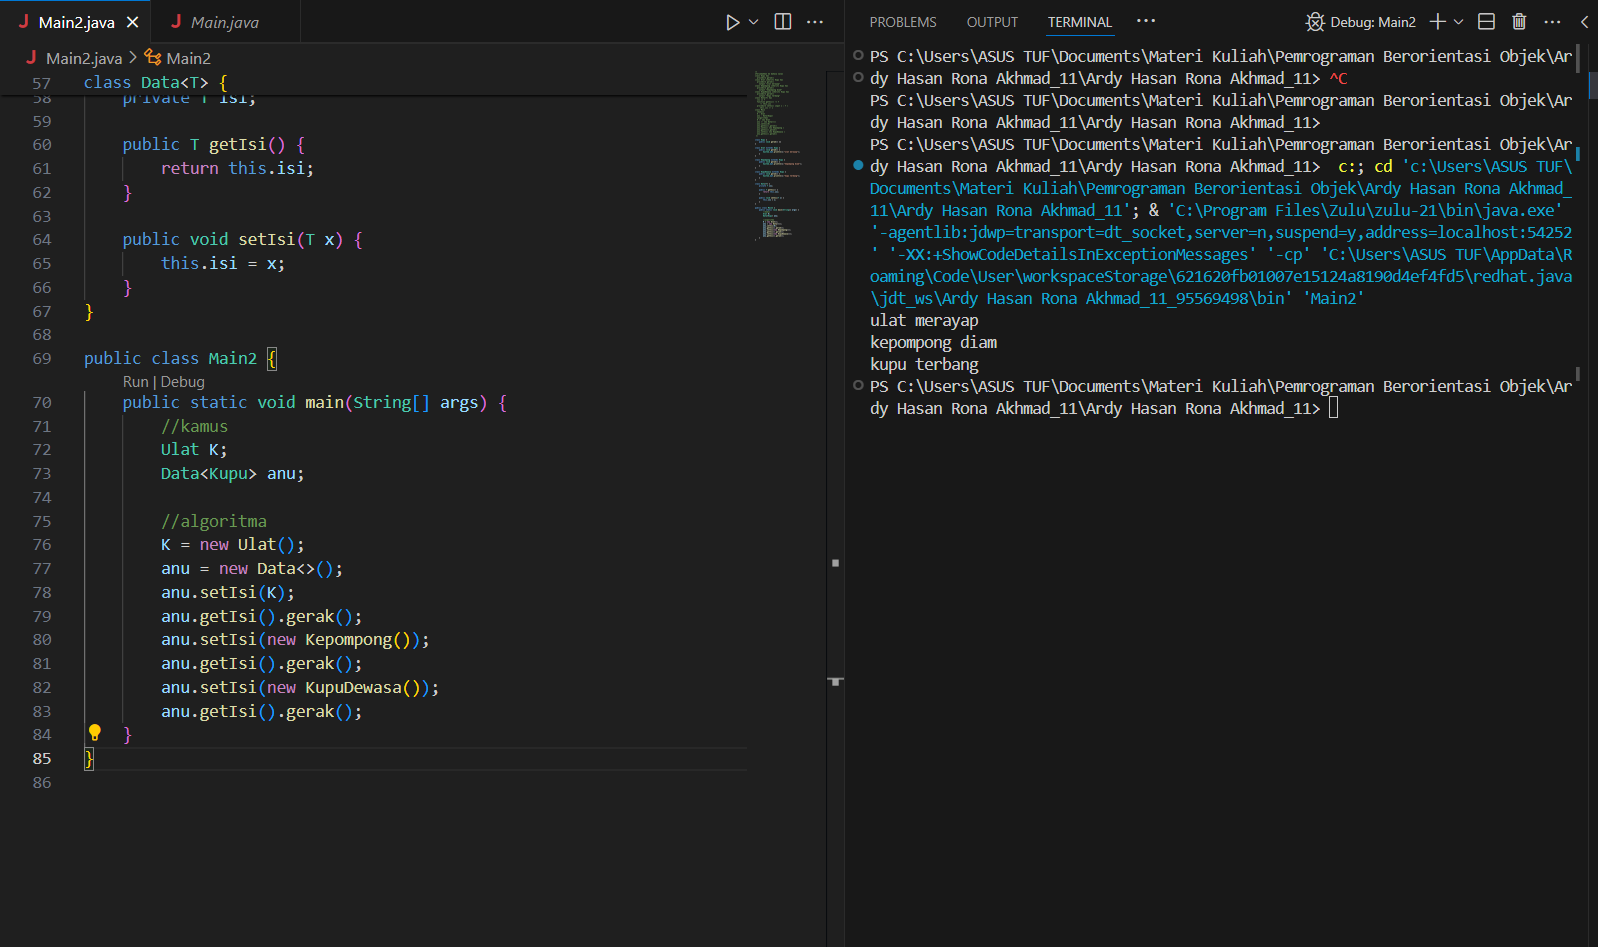 J Main2.java
J Main.java
J Main2.java > Main2
57 class Data<T> {
58 private T isi;
59
60 public T getIsi() {
61 return this.isi;
62 }
63
64 public void setIsi(T x) {
65 this.isi = x;
66 }
67 }
68
69 public class Main2 {
Run | Debug
70 public static void main(String[] args) {
71 //kamus
72 Ulat K;
73 Data<Kupu> anu;
74
75 //algoritma
76 K = new Ulat();
77 anu = new Data<>();
78 anu.setIsi(K);
79 anu.getIsi().gerak();
80 anu.setIsi(new Kepompong());
81 anu.getIsi().gerak();
82 anu.setIsi(new KupuDewasa());
83 anu.getIsi().gerak();
84 }
85 }
86
PROBLEMS OUTPUT TERMINAL ··· Debug: Main2
PS C:\Users\ASUS TUF\Documents\Materi Kuliah\Pemrograman Berorientasi Objek\Ar
dy Hasan Rona Akhmad_11\Ardy Hasan Rona Akhmad_11> ^C
PS C:\Users\ASUS TUF\Documents\Materi Kuliah\Pemrograman Berorientasi Objek\Ar
dy Hasan Rona Akhmad_11\Ardy Hasan Rona Akhmad_11>
PS C:\Users\ASUS TUF\Documents\Materi Kuliah\Pemrograman Berorientasi Objek\Ar
dy Hasan Rona Akhmad_11\Ardy Hasan Rona Akhmad_11>  c:; cd 'c:\Users\ASUS TUF\
Documents\Materi Kuliah\Pemrograman Berorientasi Objek\Ardy Hasan Rona Akhmad_
11\Ardy Hasan Rona Akhmad_11'; & 'C:\Program Files\Zulu\zulu-21\bin\java.exe'
'-agentlib:jdwp=transport=dt_socket,server=n,suspend=y,address=localhost:54252
' '-XX:+ShowCodeDetailsInExceptionMessages' '-cp' 'C:\Users\ASUS TUF\AppData\R
oaming\Code\User\workspaceStorage\621620fb01007e15124a8190d4ef4fd5\redhat.java
\jdt_ws\Ardy Hasan Rona Akhmad_11_95569498\bin' 'Main2'
ulat merayap
kepompong diam
kupu terbang
PS C:\Users\ASUS TUF\Documents\Materi Kuliah\Pemrograman Berorientasi Objek\Ar
dy Hasan Rona Akhmad_11\Ardy Hasan Rona Akhmad_11>